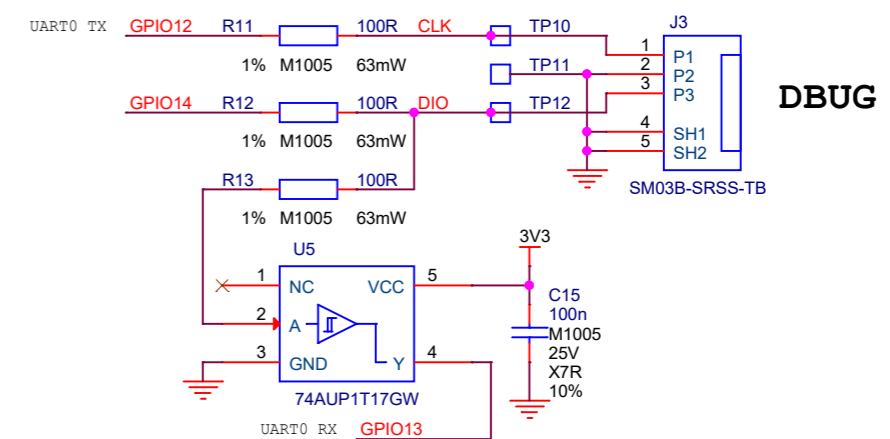 UART0 TX GPIO12 R11 100R CLK TP10 J3
1% M1005 63mW TP11
1 P1
2 P2
3 P3
GPIO14 R12 100R DIO TP12
1% M1005 63mW
4 SH1
5 SH2
DBUG
SM03B-SRSS-TB
R13 100R
1% M1005 63mW
U5
1 NC VCC 5
2 A
3 GND Y 4
74AUP1T17GW
3V3
C15
100n
M1005
25V
X7R
10%
UART0 RX GPIO13